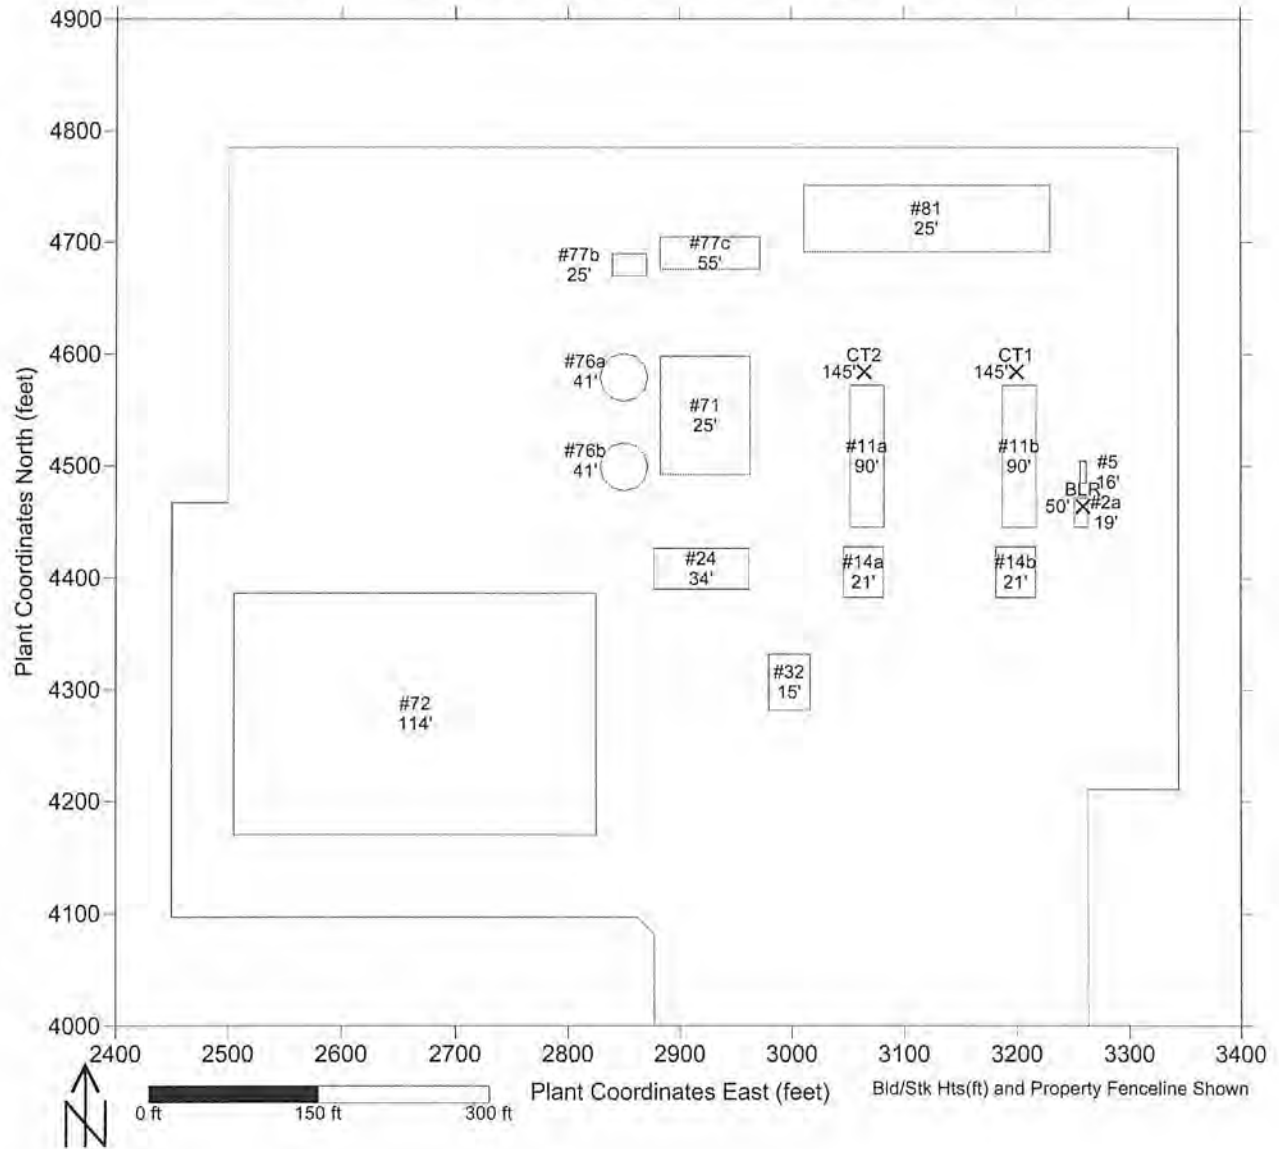 4900
4800
4700
4600
4500
4400
4300
4200
4100
4000
Plant Coordinates North (feet)
#81
25'
#77b
25'
#77c
55'
#76a
41'
#71
25'
#76b
41'
CT2
145'
CT1
145'
#11a
90'
#11b
90'
#5
16'
BLR
50'
#2a
19'
#24
34'
#14a
21'
#14b
21'
#32
15'
#72
114'
2400 2500 2600 2700 2800 2900 3000 3100 3200 3300 3400
N
0 ft 150 ft 300 ft
Plant Coordinates East (feet)
Bld/Stk Hts(ft) and Property Fenceline Shown